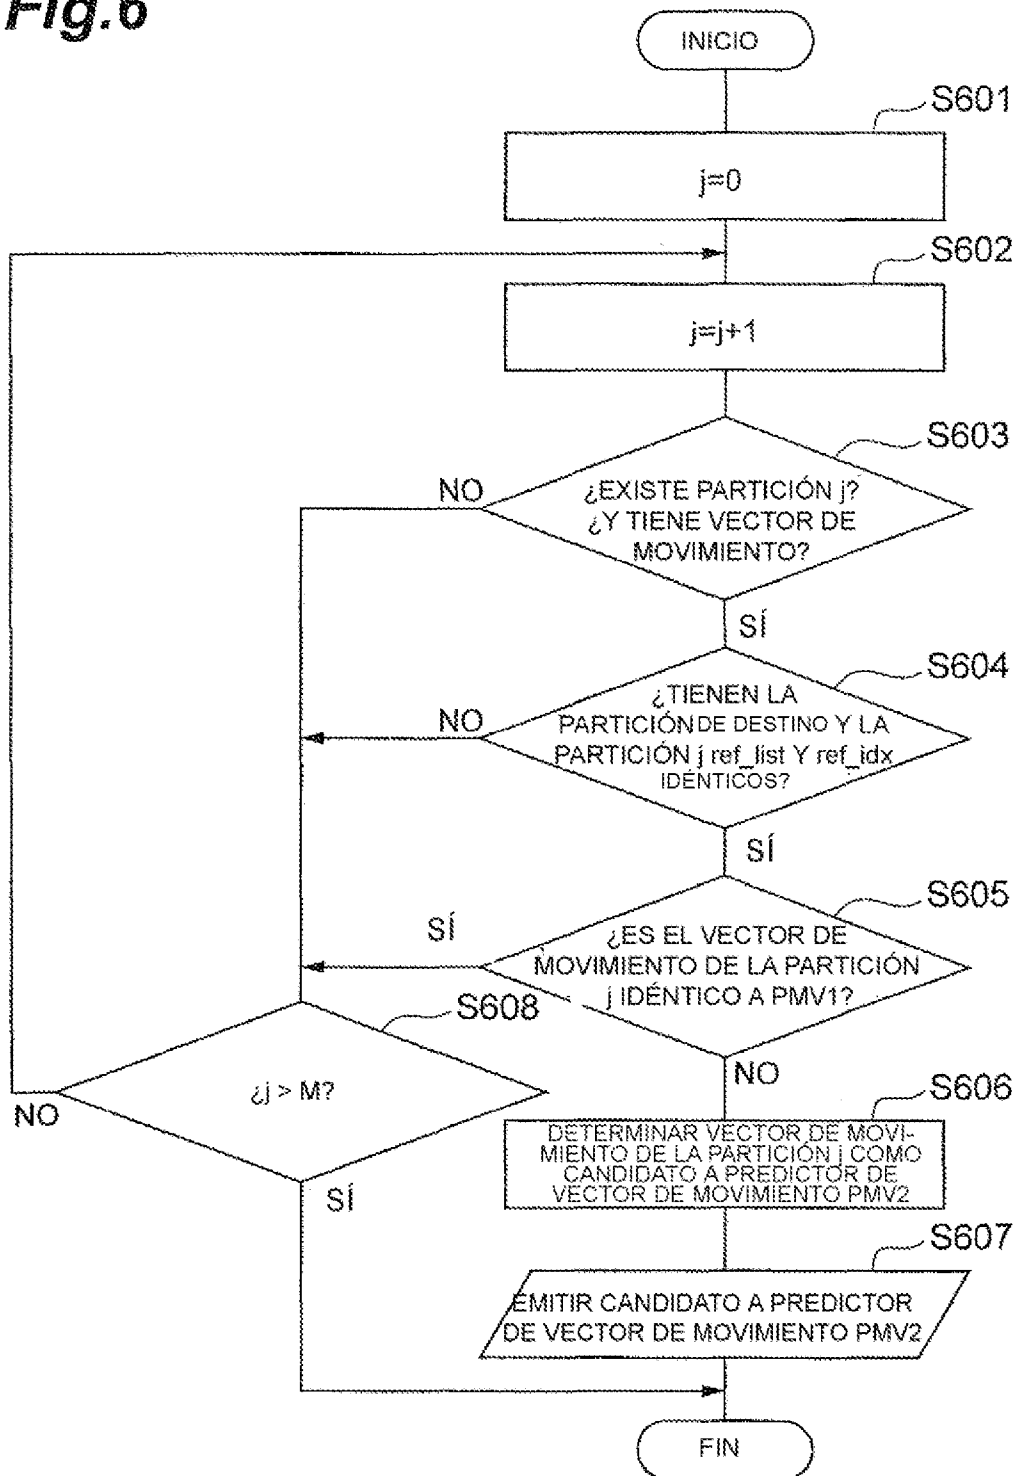 Fig.6
INICIO
S601
j=0
S602
j=j+1
S603
NO
¿EXISTE PARTICIÓN j?
¿Y TIENE VECTOR DE
MOVIMIENTO?
SÍ
S604
NO
¿TIENEN LA
PARTICIÓN DE DESTINO Y LA
PARTICIÓN j ref_list Y ref_idx
IDÉNTICOS?
SÍ
S605
SÍ
¿ES EL VECTOR DE
MOVIMIENTO DE LA PARTICIÓN
j IDÉNTICO A PMV1?
NO
S608
¿j > M?
NO
SÍ
S606
DETERMINAR VECTOR DE MOVI-
MIENTO DE LA PARTICIÓN j COMO
CANDIDATO A PREDICTOR DE
VECTOR DE MOVIMIENTO PMV2
S607
EMITIR CANDIDATO A PREDICTOR
DE VECTOR DE MOVIMIENTO PMV2
FIN